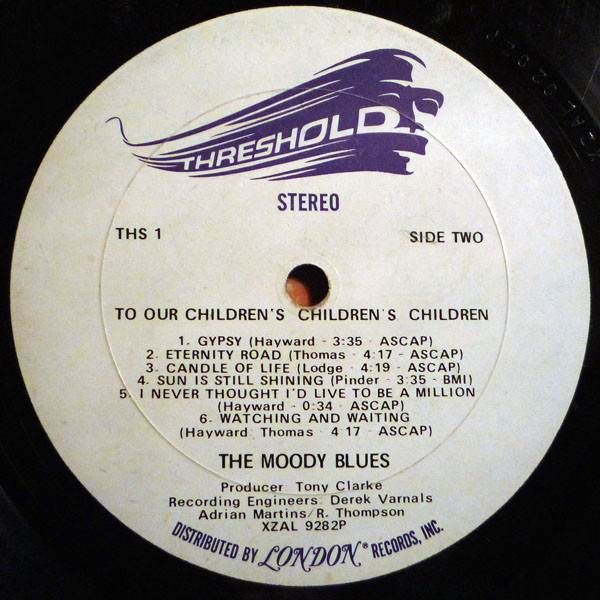 THRESHOLD
STEREO
THS 1
SIDE TWO
TO OUR CHILDREN'S CHILDREN'S CHILDREN
1. GYPSY (Hayward - 3:35 - ASCAP)
2. ETERNITY ROAD (Thomas - 4:17 - ASCAP)
3. CANDLE OF LIFE (Lodge - 4:19 - ASCAP)
4. SUN IS STILL SHINING (Pinder - 3:35 - BMI)
5. I NEVER THOUGHT I'D LIVE TO BE A MILLION
(Hayward - 0:34 - ASCAP)
6. WATCHING AND WAITING
(Hayward Thomas - 4 17 - ASCAP)
THE MOODY BLUES
Producer Tony Clarke
Recording Engineers: Derek Varnals
Adrian Martins/R. Thompson
XZAL 9282P
DISTRIBUTED BY LONDON® RECORDS, INC.